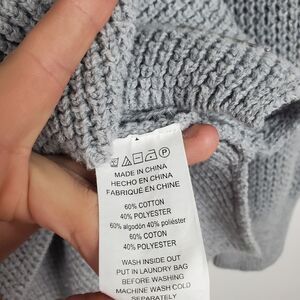 MADE IN CHINA
HECHO EN CHINA
FABRIQUÉ EN CHINE
60% COTTON
40% POLYESTER
60% algodón 40% poliéster
60% COTON
40% POLYESTER
WASH INSIDE OUT
PUT IN LAUNDRY BAG
BEFORE WASHING
MACHINE WASH COLD
SEPARATELY